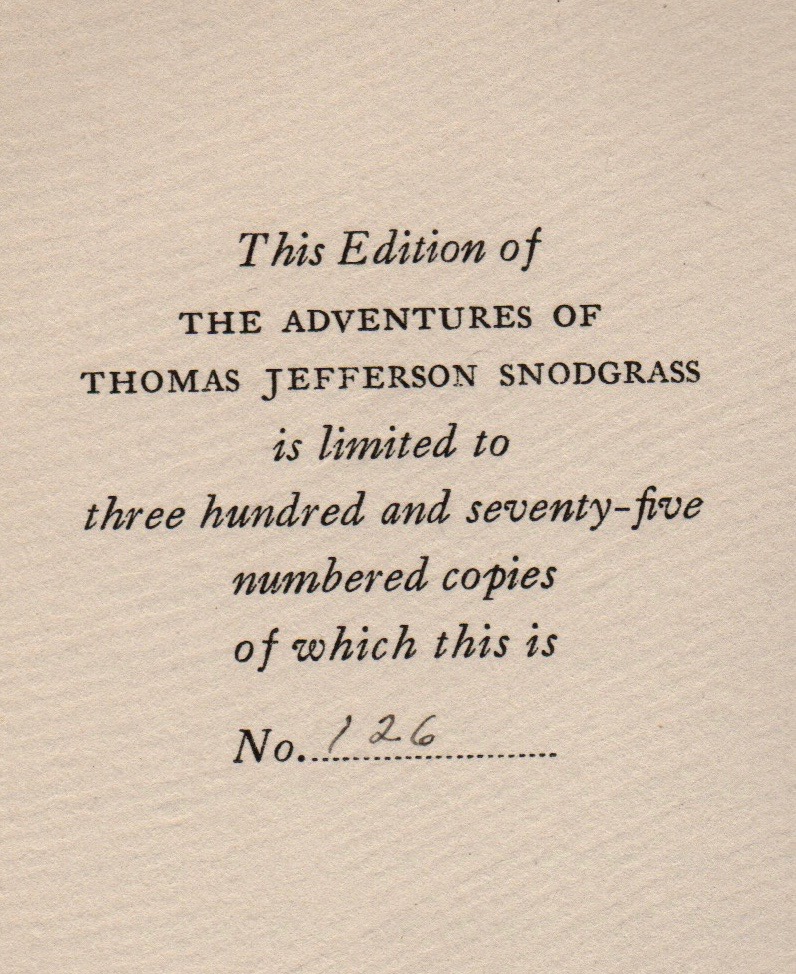 This Edition of
THE ADVENTURES OF
THOMAS JEFFERSON SNODGRASS
is limited to
three hundred and seventy-five
numbered copies
of which this is
No. 126